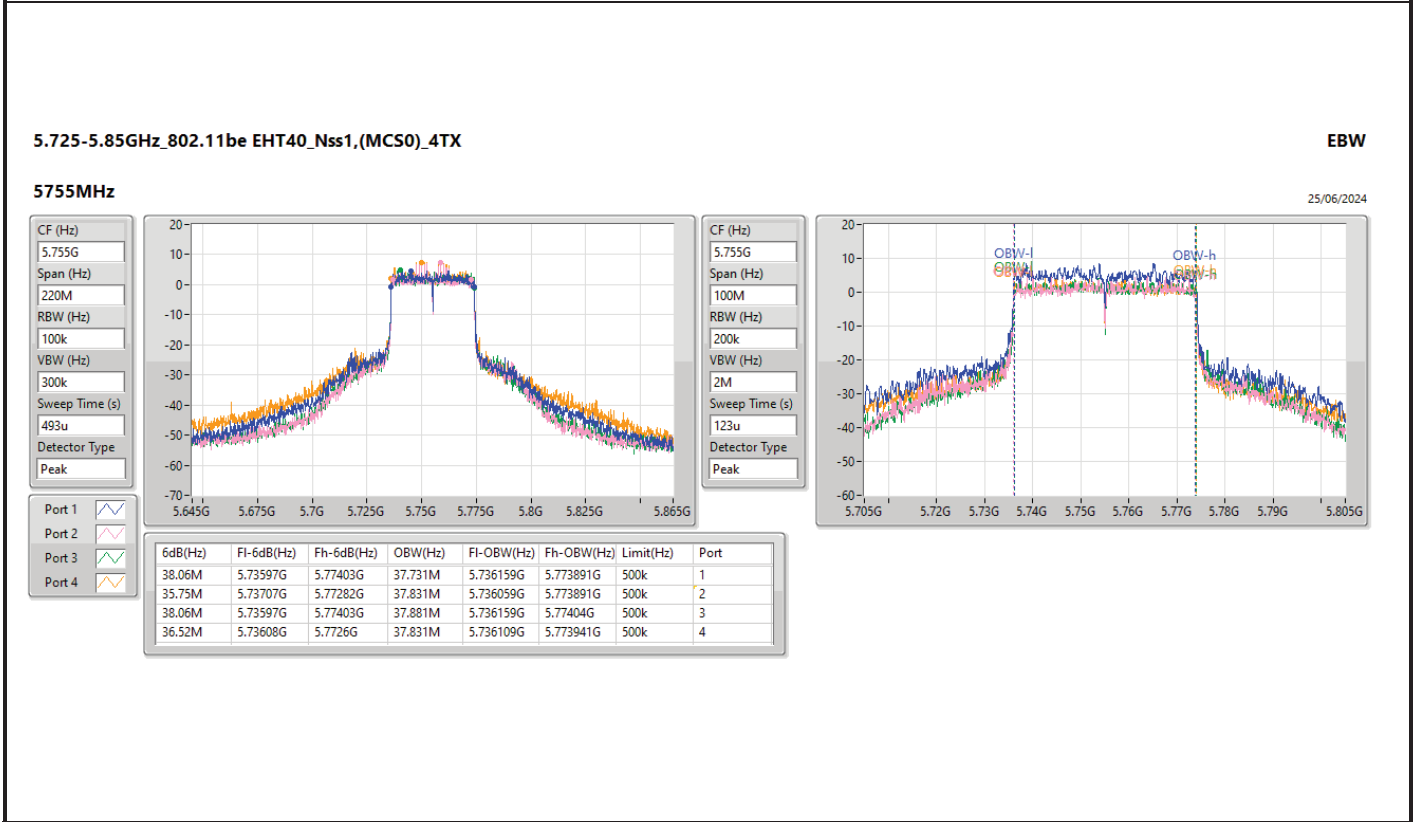 5.725-5.85GHz_802.11be EHT40_Nss1,(MCS0)_4TX
EBW
5755MHz
25/06/2024
CF (Hz)
5.755G
Span (Hz)
220M
RBW (Hz)
100k
VBW (Hz)
300k
Sweep Time (s)
493u
Detector Type
Peak
20
10
0
-10
-20
-30
-40
-50
-60
-70
5.645G 5.675G 5.7G 5.725G 5.75G 5.775G 5.8G 5.825G 5.865G
CF (Hz)
5.755G
Span (Hz)
100M
RBW (Hz)
200k
VBW (Hz)
2M
Sweep Time (s)
123u
Detector Type
Peak
20
10
0
-10
-20
-30
-40
-50
-60
OBW-l
OBW-h
5.705G 5.72G 5.73G 5.74G 5.75G 5.76G 5.77G 5.78G 5.79G 5.805G
Port 1
Port 2
Port 3
Port 4
6dB(Hz) Fl-6dB(Hz) Fh-6dB(Hz) OBW(Hz) Fl-OBW(Hz) Fh-OBW(Hz) Limit(Hz) Port
38.06M 5.73597G 5.77403G 37.731M 5.736159G 5.773891G 500k 1
35.75M 5.73707G 5.77282G 37.831M 5.736059G 5.773891G 500k 2
38.06M 5.73597G 5.77403G 37.881M 5.736159G 5.77404G 500k 3
36.52M 5.73608G 5.7726G 37.831M 5.736109G 5.773941G 500k 4